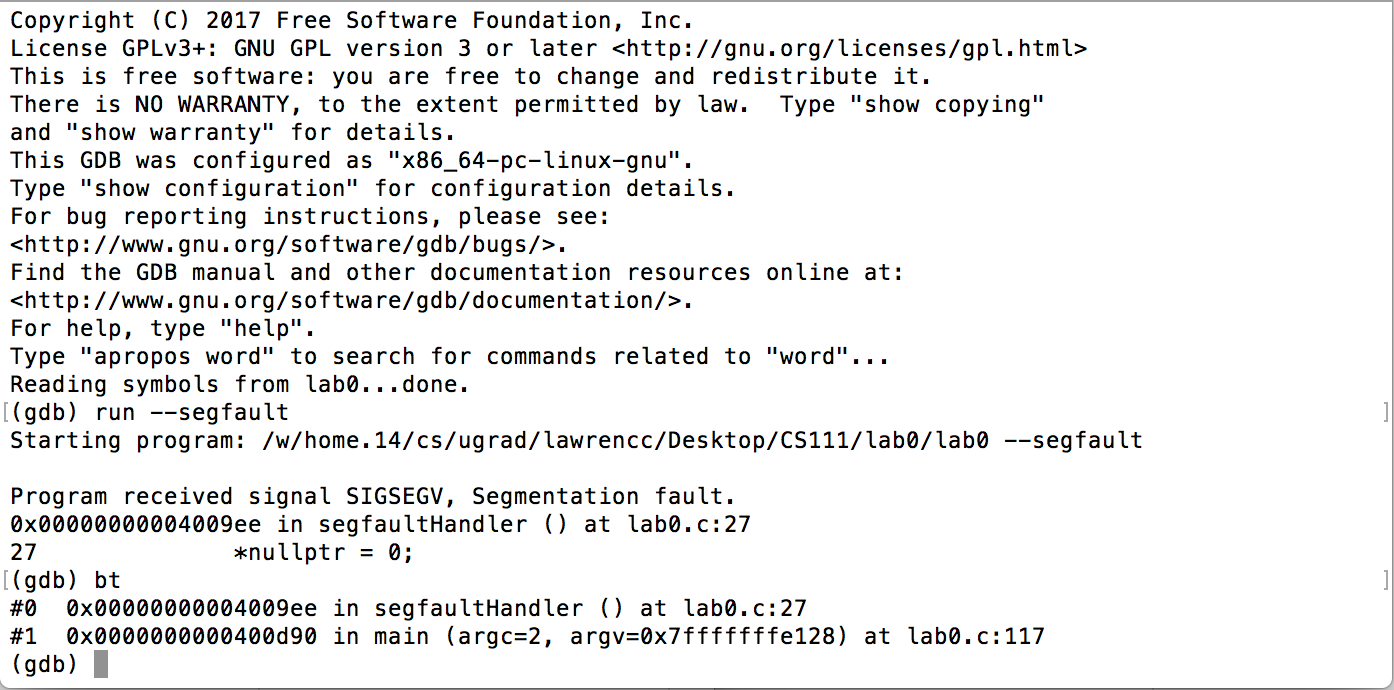 Copyright (C) 2017 Free Software Foundation, Inc.
License GPLv3+: GNU GPL version 3 or later <http://gnu.org/licenses/gpl.html>
This is free software: you are free to change and redistribute it.
There is NO WARRANTY, to the extent permitted by law.  Type "show copying"
and "show warranty" for details.
This GDB was configured as "x86_64-pc-linux-gnu".
Type "show configuration" for configuration details.
For bug reporting instructions, please see:
<http://www.gnu.org/software/gdb/bugs/>.
Find the GDB manual and other documentation resources online at:
<http://www.gnu.org/software/gdb/documentation/>.
For help, type "help".
Type "apropos word" to search for commands related to "word"...
Reading symbols from lab0...done.
[(gdb) run --segfault ]
Starting program: /w/home.14/cs/ugrad/lawrencc/Desktop/CS111/lab0/lab0 --segfault

Program received signal SIGSEGV, Segmentation fault.
0x00000000004009ee in segfaultHandler () at lab0.c:27
27              *nullptr = 0;
[(gdb) bt ]
#0  0x00000000004009ee in segfaultHandler () at lab0.c:27
#1  0x0000000000400d90 in main (argc=2, argv=0x7fffffffe128) at lab0.c:117
(gdb)